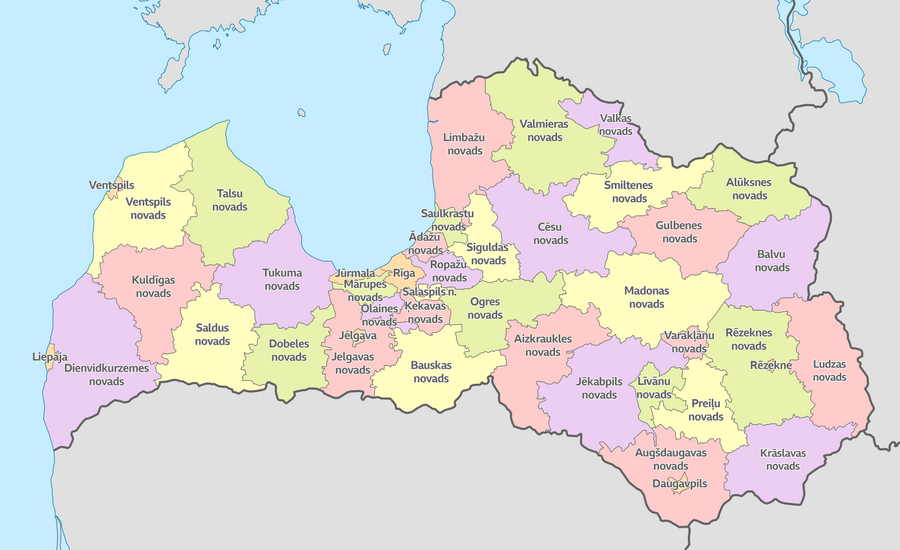 Valkas
novads
Valmieras
novads
Limbažu
novads
Ventspils
Ventspils
novads
Talsu
novads
Smiltenes
novads
Alūksnes
novads
Saulkrastu
novads
Cēsu
novads
Gulbenes
novads
Ādažu
novads
Siguldas
novads
Balvu
novads
Kuldīgas
novads
Tukuma
novads
Jūrmala
Rīga
Ropažu
novads
Mārupes
novads
Salaspils n.
Madonas
novads
Olaines
novads
Ķekavas
novads
Ogres
novads
Saldus
novads
Dobeles
novads
Jelgava
Jelgavas
novads
Aizkraukles
novads
Varakļānu
novads
Rēzeknes
novads
Rēzekne
Ludzas
novads
Liepāja
Dienvidkurzemes
novads
Bauskas
novads
Jēkabpils
novads
Līvānu
novads
Preiļu
novads
Augšdaugavas
novads
Daugavpils
Krāslavas
novads